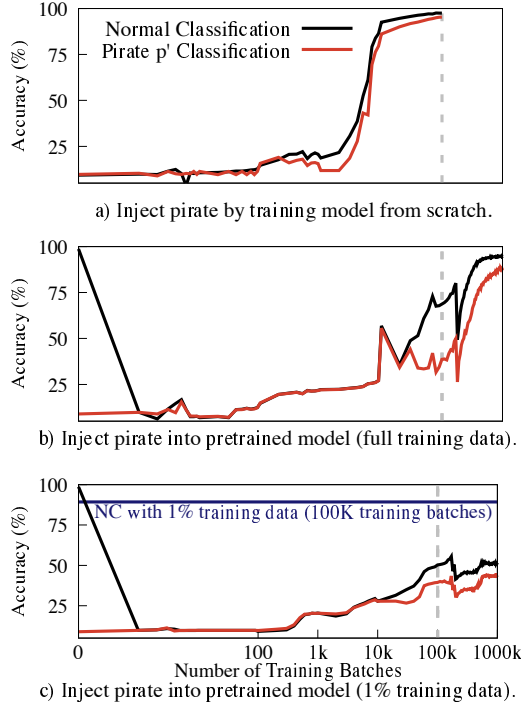 100
75
50
25
Accuracy (%)
Normal Classification
Pirate p' Classification
a) Inject pirate by training model from scratch.
100
75
50
25
Accuracy (%)
b) Inject pirate into pretrained model (full training data).
100
75
50
25
Accuracy (%)
NC with 1% training data (100K training batches)
0 100 1k 10k 100k 1000k
Number of Training Batches
c) Inject pirate into pretrained model (1% training data).